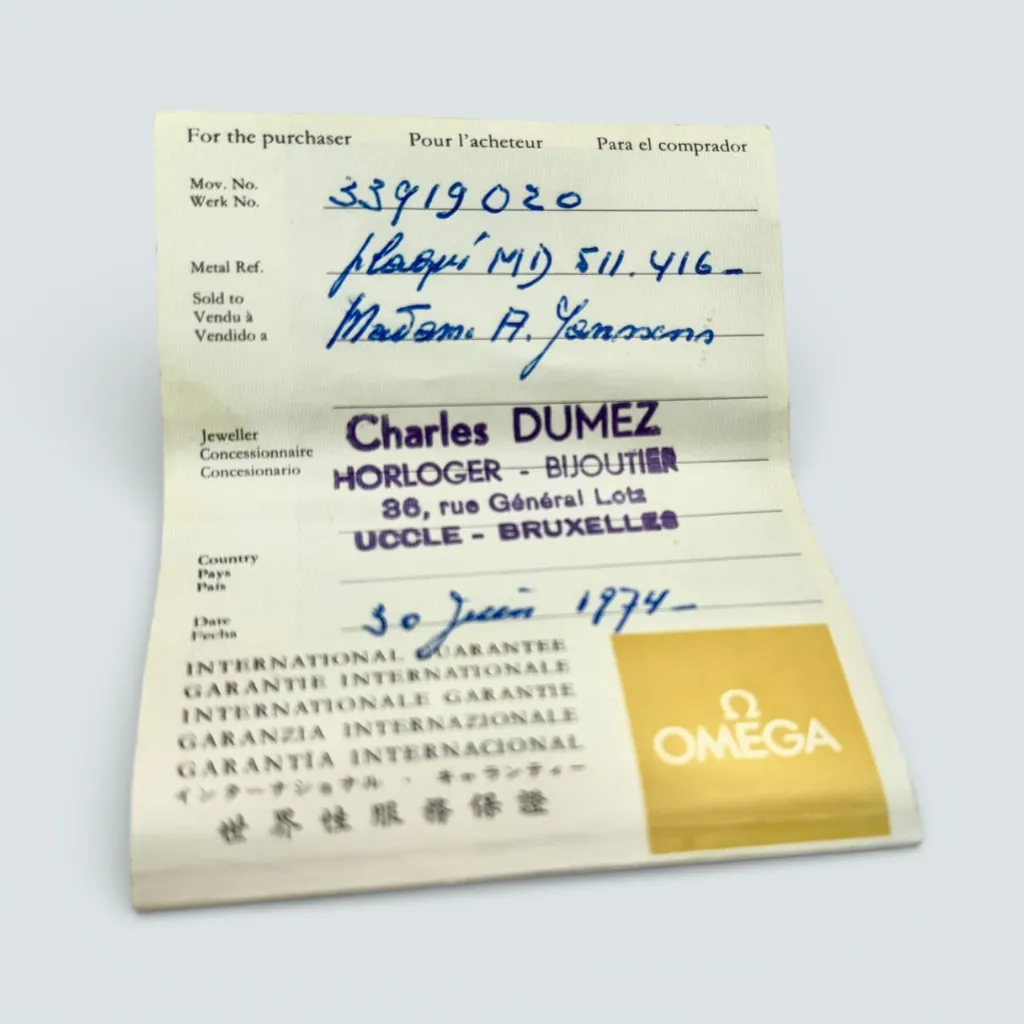 For the purchaser Pour l'acheteur Para el comprador
Mov. No. 33919020
Werk No.
Metal Ref. plaqué MD 511.416-
Sold to
Vendu à
Vendido a Madame A. Janssens
Jeweller
Concessionnaire
Concesionario
Charles DUMEZ
HORLOGER - BIJOUTIER
36, rue Général Lotz
UCCLE - BRUXELLES
Country
Pays
País
Date
Fecha 30 Juin 1974-
INTERNATIONAL GUARANTEE
GARANTIE INTERNATIONALE
INTERNATIONALE GARANTIE
GARANZIA INTERNAZIONALE
GARANTÍA INTERNACIONAL
インターナショナル・ギャランティー
世界性服務保證
Ω
OMEGA